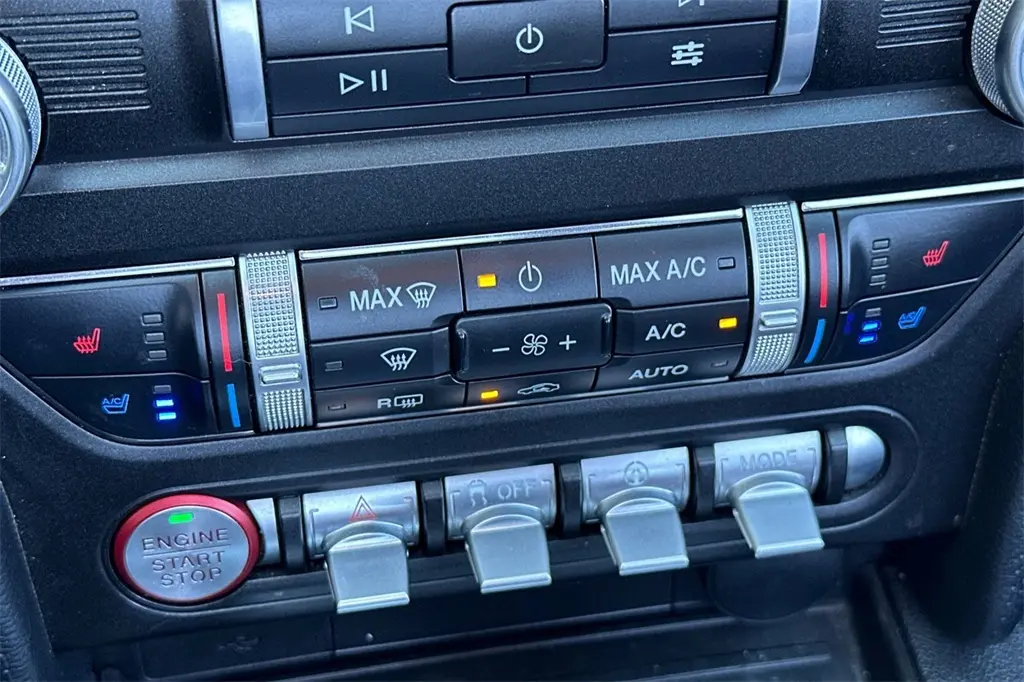 MAX
MAX A/C
A/C
A/C
A/C
AUTO
R
OFF
MODE
ENGINE
START
STOP